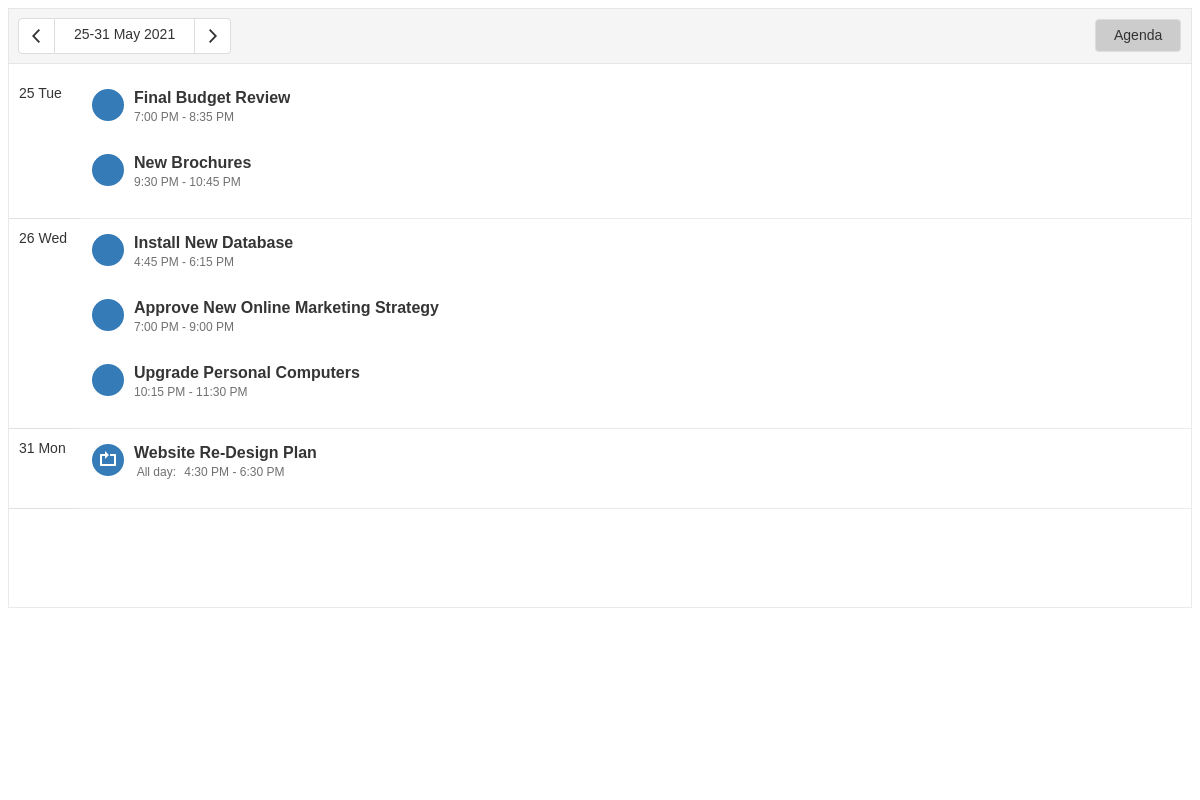 25-31 May 2021
Agenda
25 Tue
Final Budget Review
7:00 PM - 8:35 PM
New Brochures
9:30 PM - 10:45 PM
26 Wed
Install New Database
4:45 PM - 6:15 PM
Approve New Online Marketing Strategy
7:00 PM - 9:00 PM
Upgrade Personal Computers
10:15 PM - 11:30 PM
31 Mon
Website Re-Design Plan
All day: 4:30 PM - 6:30 PM